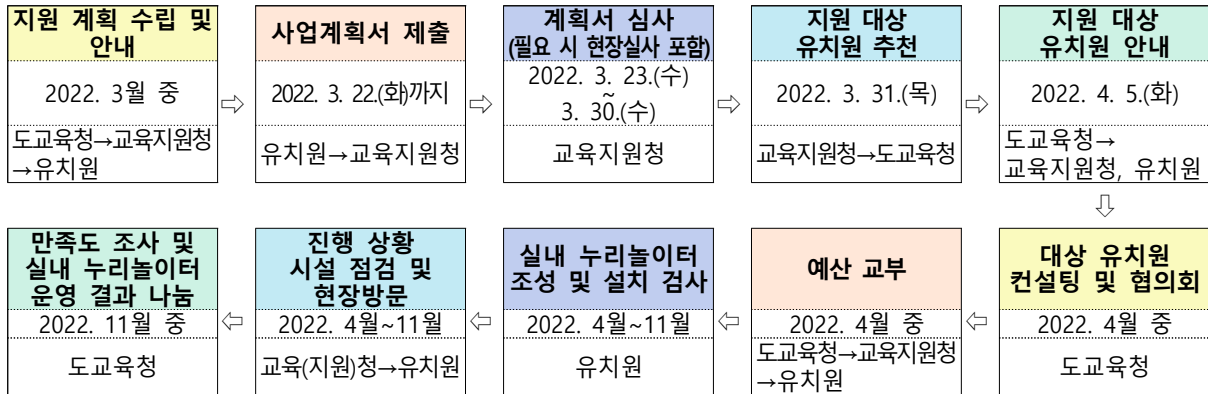 지원 계획 수립 및
안내
2022. 3월 중
도교육청→교육지원청
→유치원
⇨
사업계획서 제출
2022. 3. 22.(화)까지
유치원→교육지원청
⇨
계획서 심사
(필요 시 현장실사 포함)
2022. 3. 23.(수)
~
3. 30.(수)
교육지원청
⇨
지원 대상
유치원 추천
2022. 3. 31.(목)
교육지원청→도교육청
⇨
지원 대상
유치원 안내
2022. 4. 5.(화)
도교육청→
교육지원청, 유치원
⇩
대상 유치원
컨설팅 및 협의회
2022. 4월 중
도교육청
⇦
예산 교부
2022. 4월 중
도교육청→교육지원청
→유치원
⇦
실내 누리놀이터
조성 및 설치 검사
2022. 4월~11월
유치원
⇦
진행 상황
시설 점검 및
현장방문
2022. 4월~11월
교육(지원)청→유치원
⇦
만족도 조사 및
실내 누리놀이터
운영 결과 나눔
2022. 11월 중
도교육청